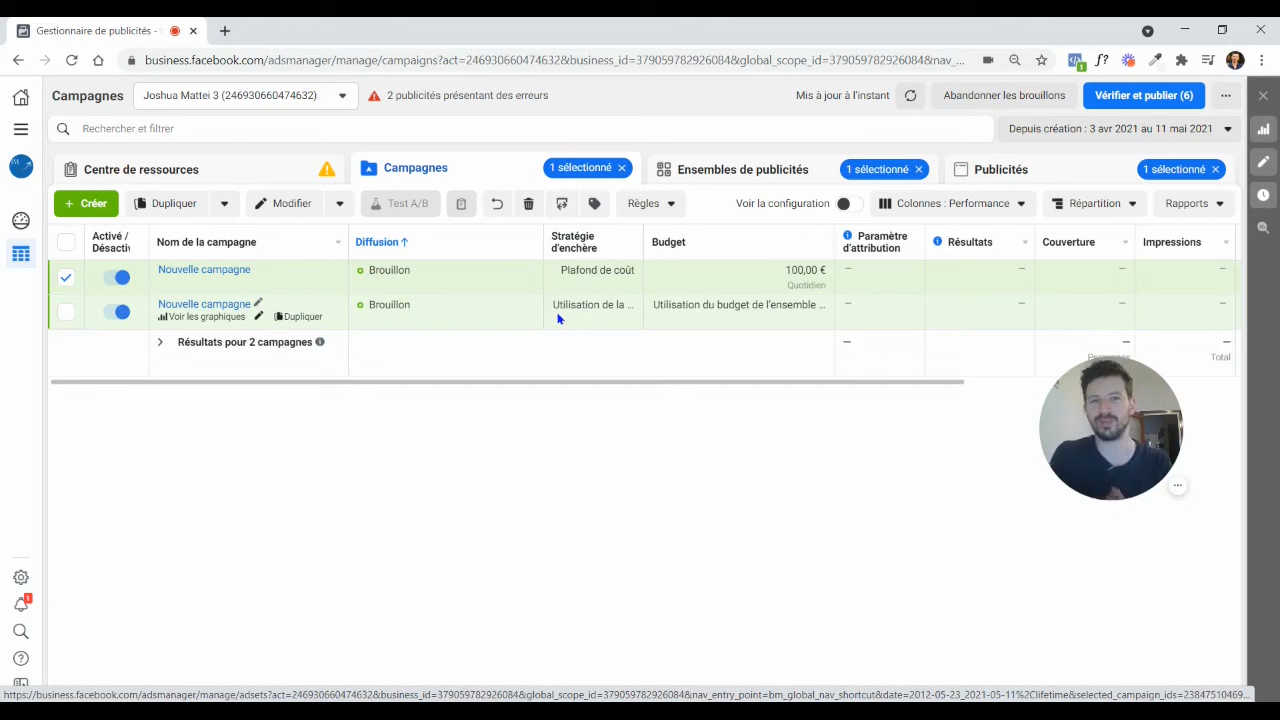 Gestionnaire de publicités -
business.facebook.com/adsmanager/manage/campaigns?act=246930660474632&business_id=379059782926084&global_scope_id=379059782926084&nav_...
1
Campagnes
Joshua Mattei 3 (246930660474632)
2 publicités présentant des erreurs
Mis à jour à l'instant
Abandonner les brouillons
Vérifier et publier (6)
Rechercher et filtrer
Depuis création : 3 avr 2021 au 11 mai 2021
Centre de ressources
Campagnes
1 sélectionné
Ensembles de publicités
1 sélectionné
Publicités
1 sélectionné
+ Créer
Dupliquer
Modifier
Test A/B
Règles
Voir la configuration
Colonnes : Performance
Répartition
Rapports
Activé /
Désactiv
Nom de la campagne
Diffusion ↑
Stratégie
d'enchère
Budget
Paramètre
d'attribution
Résultats
Couverture
Impressions
Nouvelle campagne
Brouillon
Plafond de coût
100,00 €
Quotidien
—
—
—
—
Nouvelle campagne
Voir les graphiques
Dupliquer
Brouillon
Utilisation de la ...
Utilisation du budget de l'ensemble ...
—
—
—
—
Résultats pour 2 campagnes
—
—
—
Personnes
Total
1
https://business.facebook.com/adsmanager/manage/adsets?act=246930660474632&business_id=379059782926084&global_scope_id=379059782926084&nav_entry_point=bm_global_nav_shortcut&date=2012-05-23_2021-05-11%2Clifetime&selected_campaign_ids=23847510469...